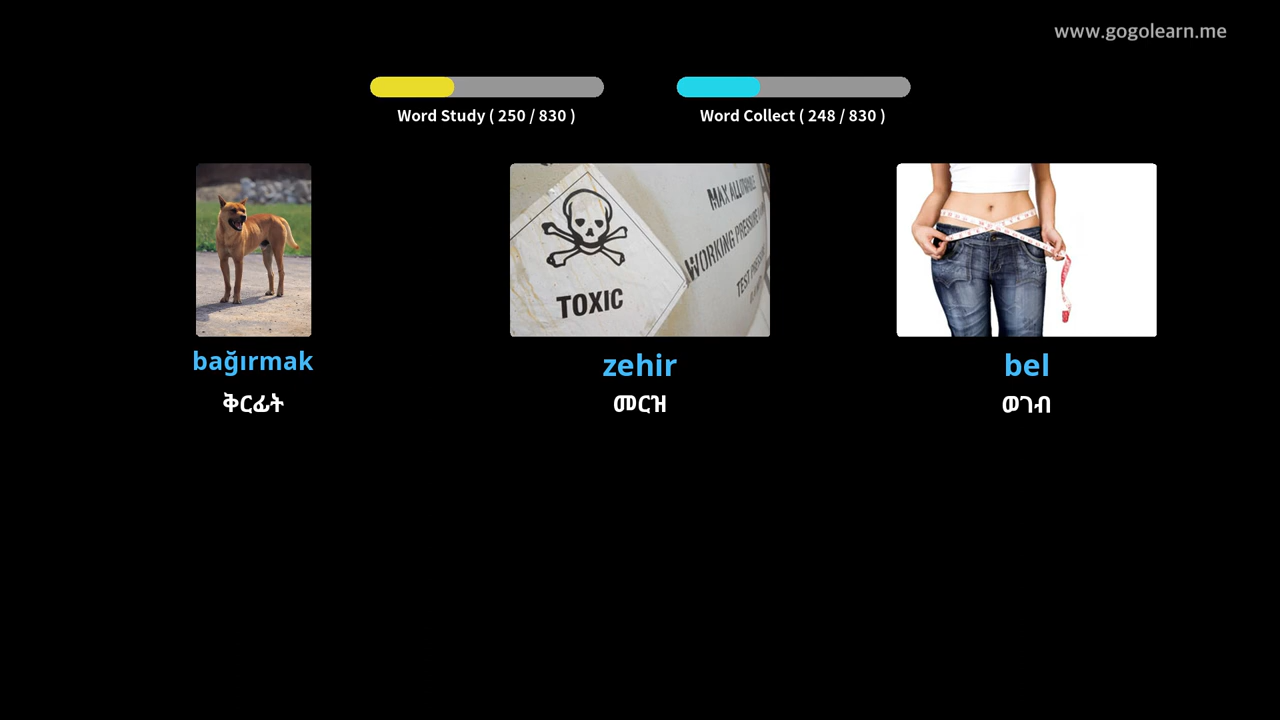 www.gogolearn.me
Word Study ( 250 / 830 )
Word Collect ( 248 / 830 )
TOXIC
MAX ALLOWABLE
WORKING PRESSURE
TEST
bağırmak
zehir
bel
ቅርፊት
መርዝ
ወገብ